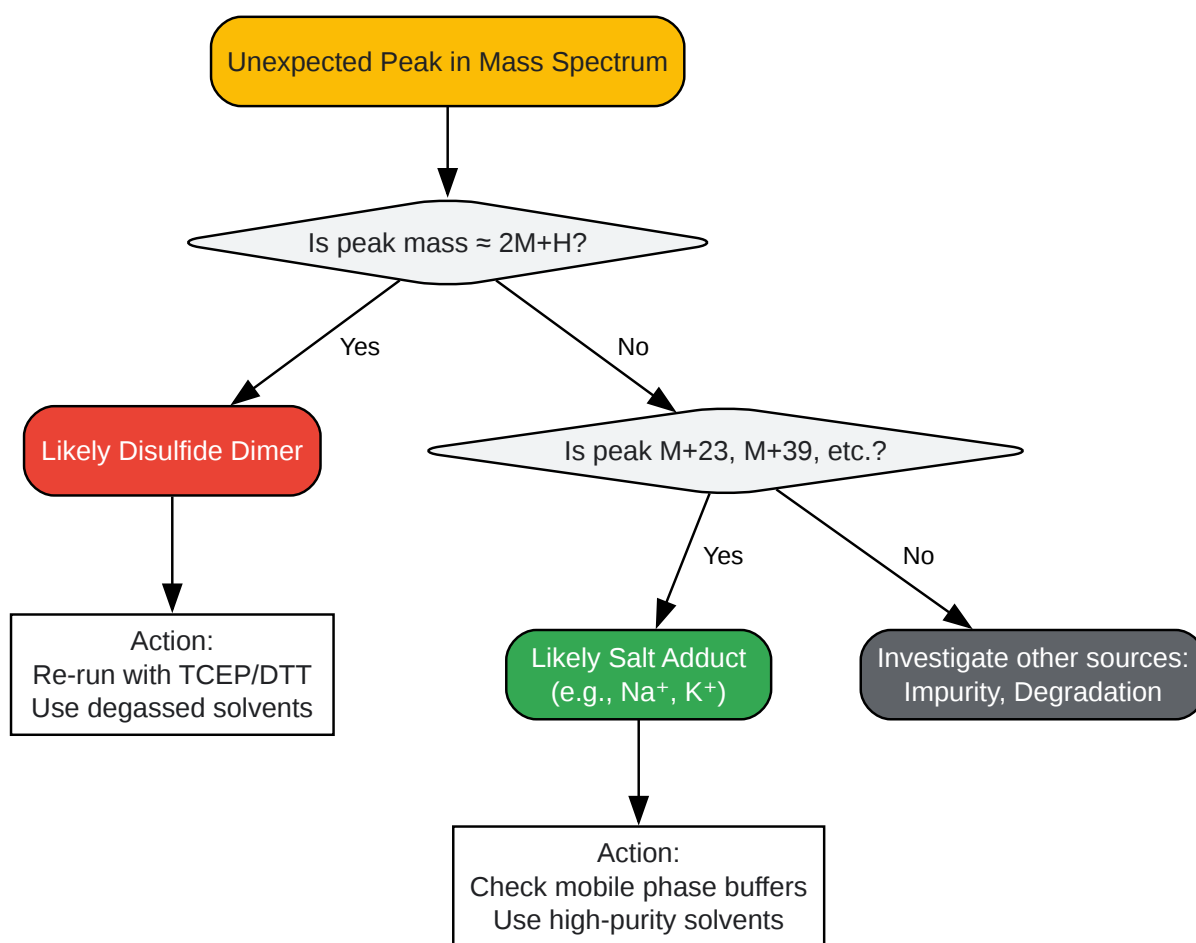 Unexpected Peak in Mass Spectrum
Is peak mass ≈ 2M+H?
Yes
No
Likely Disulfide Dimer
Is peak M+23, M+39, etc.?
Yes
No
Action:
Re-run with TCEP/DTT
Use degassed solvents
Likely Salt Adduct
(e.g., Na⁺, K⁺)
Investigate other sources:
Impurity, Degradation
Action:
Check mobile phase buffers
Use high-purity solvents